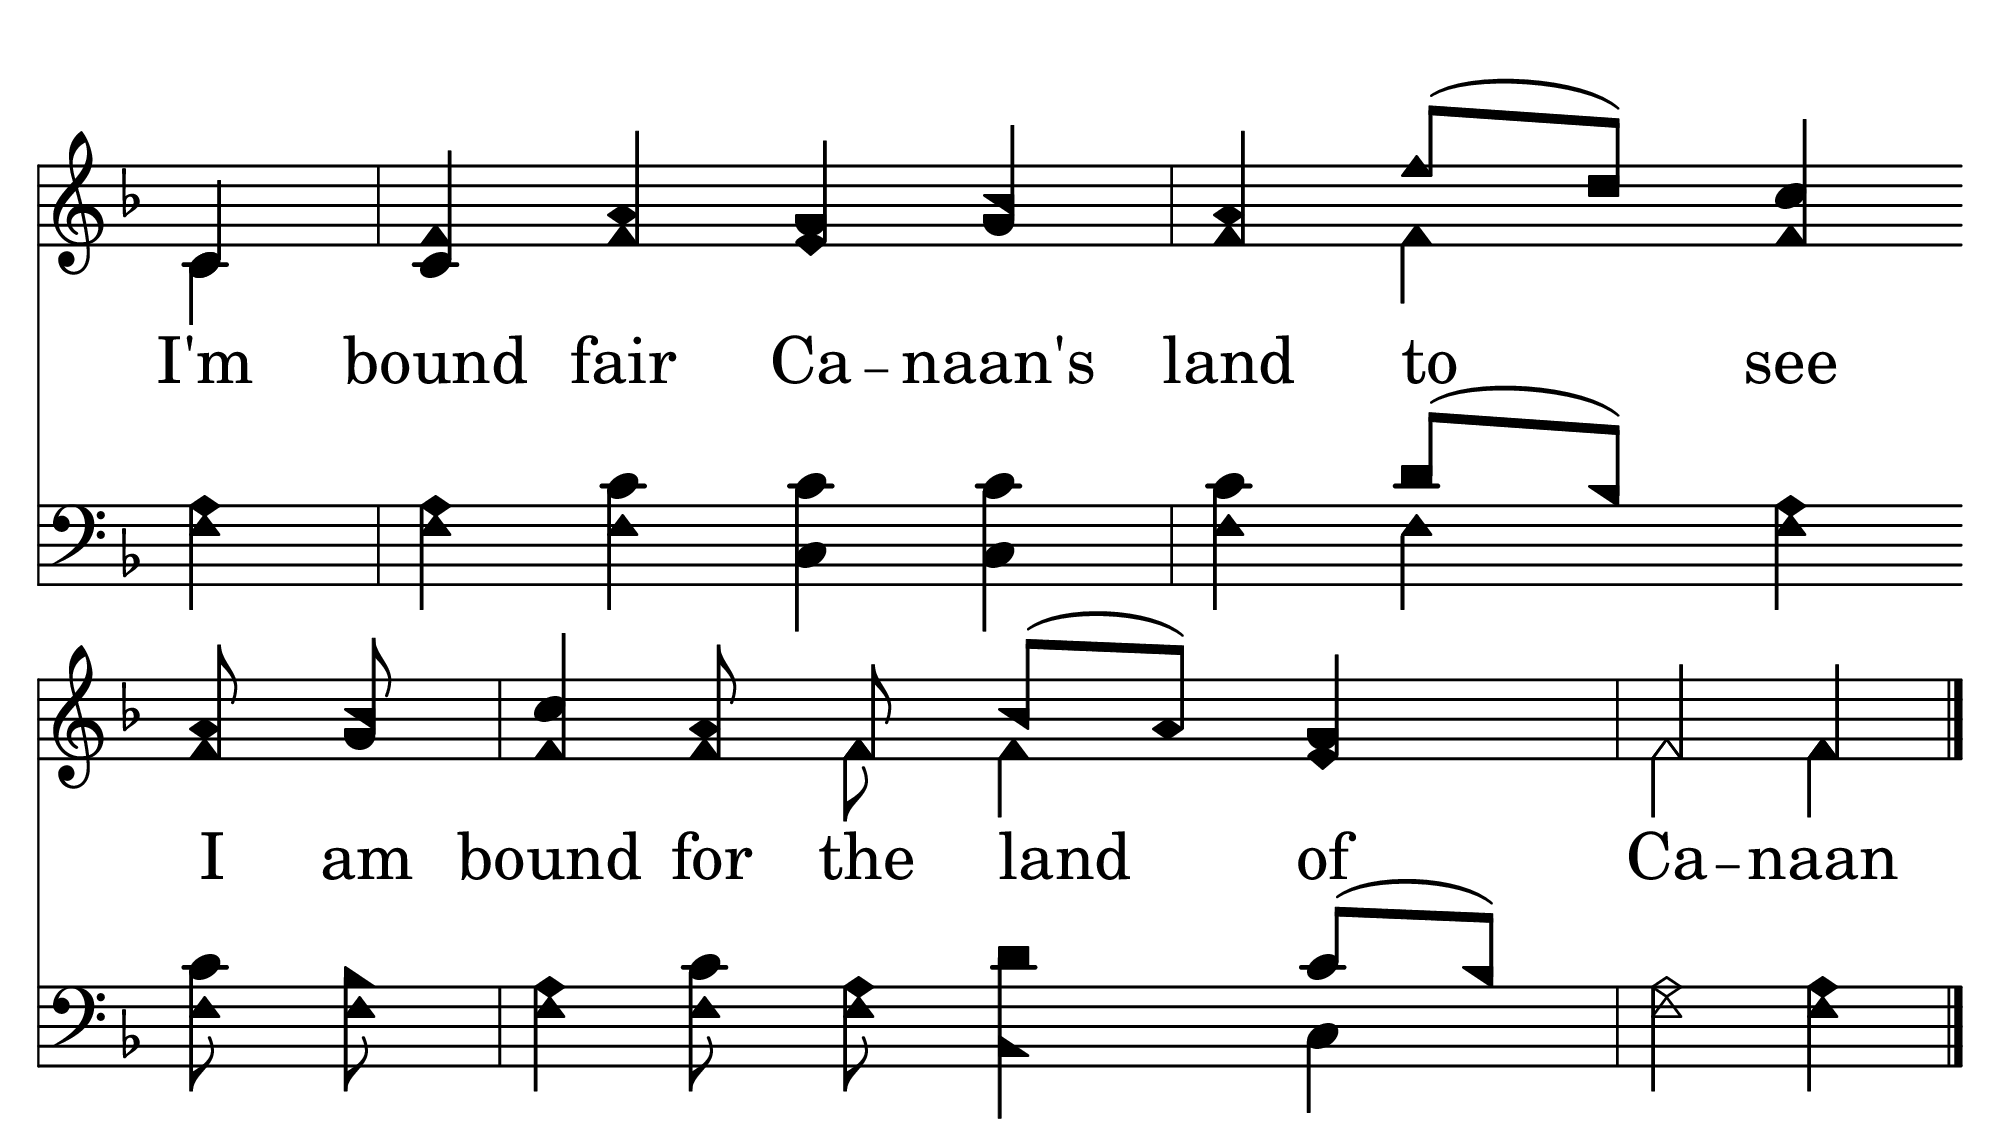 I'm bound fair Ca – naan's land to see
I am bound for the land of Ca – naan